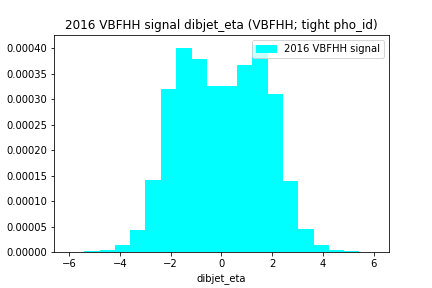 2016 VBFHH signal dibjet_eta (VBFHH; tight pho_id)
2016 VBFHH signal
0.00040
0.00035
0.00030
0.00025
0.00020
0.00015
0.00010
0.00005
0.00000
−6 −4 −2 0 2 4 6
dibjet_eta